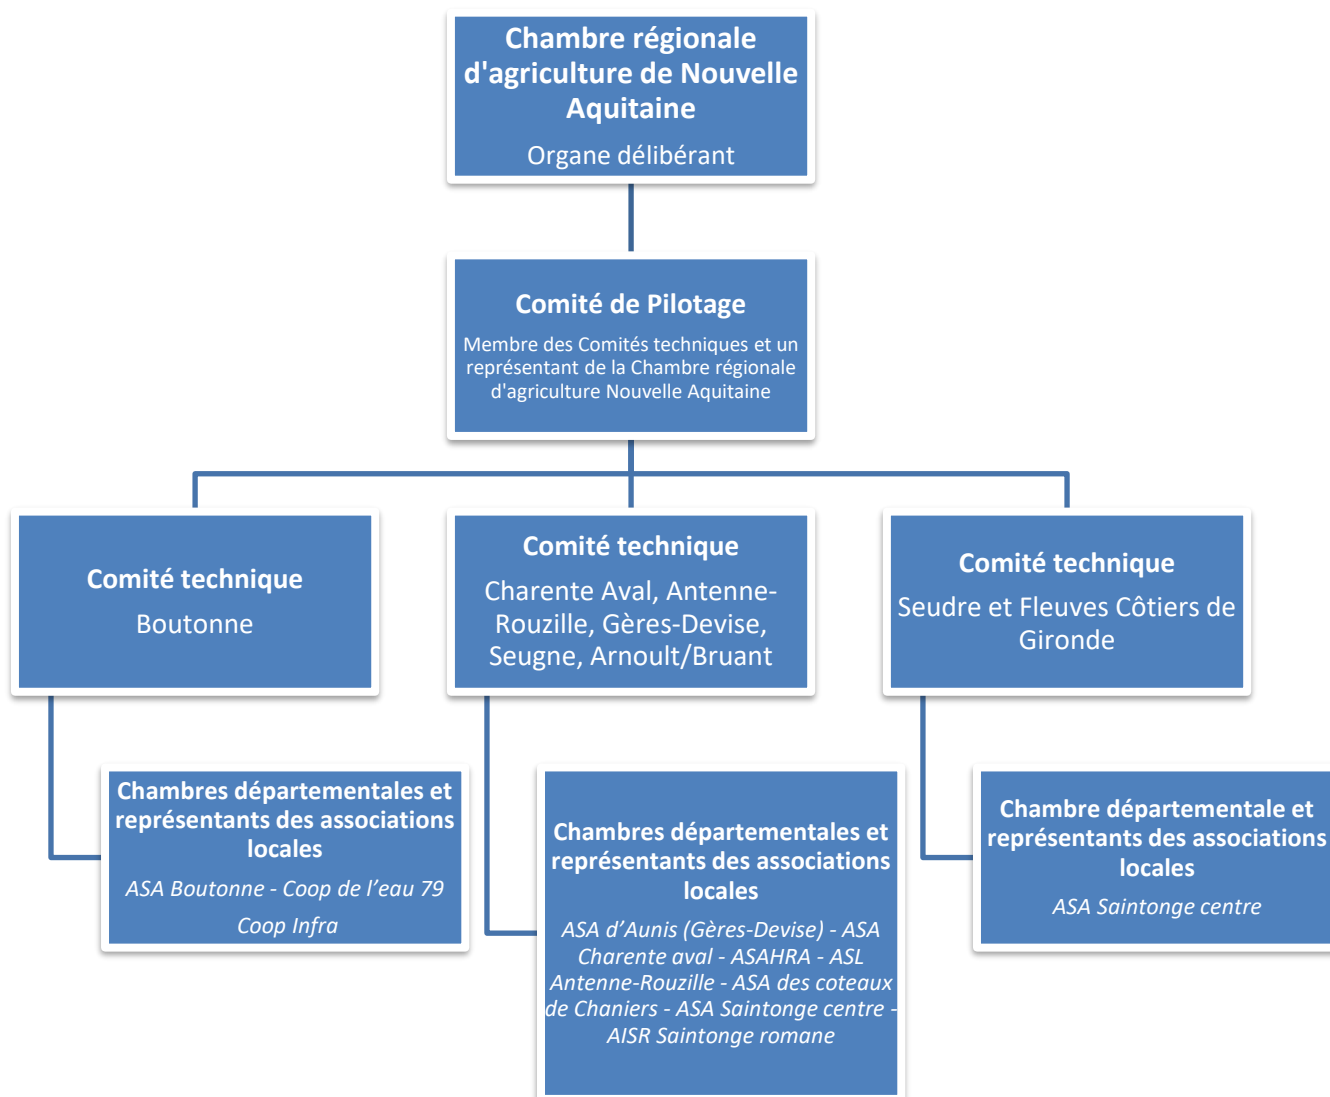 Chambre régionale
d'agriculture de Nouvelle
Aquitaine
Organe délibérant
Comité de Pilotage
Membre des Comités techniques et un
représentant de la Chambre régionale
d'agriculture Nouvelle Aquitaine
Comité technique
Boutonne
Comité technique
Charente Aval, Antenne-
Rouzille, Gères-Devise,
Seugne, Arnoult/Bruant
Comité technique
Seudre et Fleuves Côtiers de
Gironde
Chambres départementales et
représentants des associations
locales
ASA Boutonne - Coop de l’eau 79
Coop Infra
Chambres départementales et
représentants des associations
locales
ASA d’Aunis (Gères-Devise) - ASA
Charente aval - ASAHRA - ASL
Antenne-Rouzille - ASA des coteaux
de Chaniers - ASA Saintonge centre -
AISR Saintonge romane
Chambre départementale et
représentants des associations
locales
ASA Saintonge centre